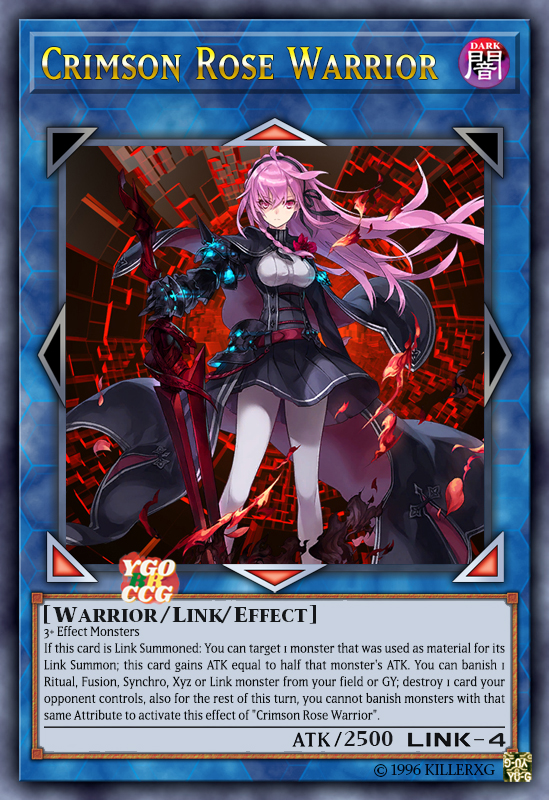 CRIMSON ROSE WARRIOR
DARK
闇
YGO
RR
CCG
[WARRIOR/LINK/EFFECT]
3+ Effect Monsters
If this card is Link Summoned: You can target 1 monster that was used as material for its
Link Summon; this card gains ATK equal to half that monster's ATK. You can banish 1
Ritual, Fusion, Synchro, Xyz or Link monster from your field or GY; destroy 1 card your
opponent controls, also for the rest of this turn, you cannot banish monsters with that
same Attribute to activate this effect of "Crimson Rose Warrior".
ATK/2500 LINK-4
© 1996 KILLERXG